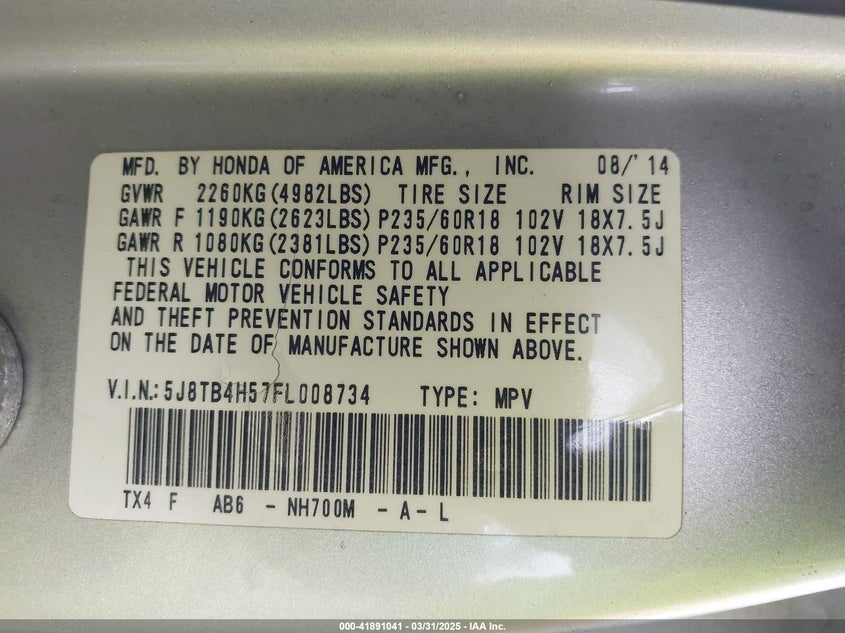 MFD. BY HONDA OF AMERICA MFG., INC. 08/'14
GVWR 2260KG(4982LBS) TIRE SIZE RIM SIZE
GAWR F 1190KG(2623LBS) P235/60R18 102V 18X7.5J
GAWR R 1080KG(2381LBS) P235/60R18 102V 18X7.5J
THIS VEHICLE CONFORMS TO ALL APPLICABLE
FEDERAL MOTOR VEHICLE SAFETY
AND THEFT PREVENTION STANDARDS IN EFFECT
ON THE DATE OF MANUFACTURE SHOWN ABOVE.
V.I.N.: 5J8TB4H57FL008734 TYPE: MPV
TX4 F AB6 - NH700M - A - L
000-41891041 - 03/31/2025 - IAA Inc.